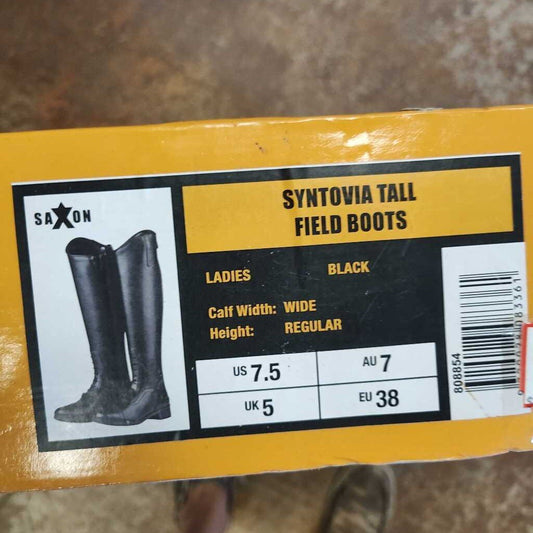 SAXON
SYNTOVIA TALL
FIELD BOOTS
LADIES BLACK
Calf Width: WIDE
Height: REGULAR
US 7.5 AU 7
UK 5 EU 38
808854